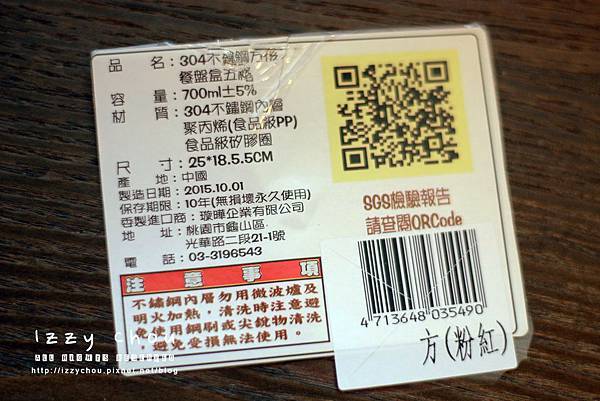 品　　名：304不鏽鋼方形
餐盤盒五格
容　　量：700ml±5%
材　　質：304不鏽鋼內層
聚丙烯(食品級PP)
食品級矽膠圈
尺　　寸：25*18.5.5CM
產　　地：中國
製造日期：2015.10.01
保存期限：10年(無損壞永久使用)
委製進口商：璇曄企業有限公司
地　　址：桃園市龜山區
光華路二段21-1號
電　　話：03-3196543
注 意 事 項
不鏽鋼內層勿用微波爐及
明火加熱，清洗時注意避
免使用鋼刷或尖銳物清洗
，避免受損無法使用。
SGS檢驗報告
請查閱QRCode
4 713648 035490
方(粉紅)
Izzy Chou
ALL RIGHTS RESERVED
http://izzychou.pixnet.net/blog